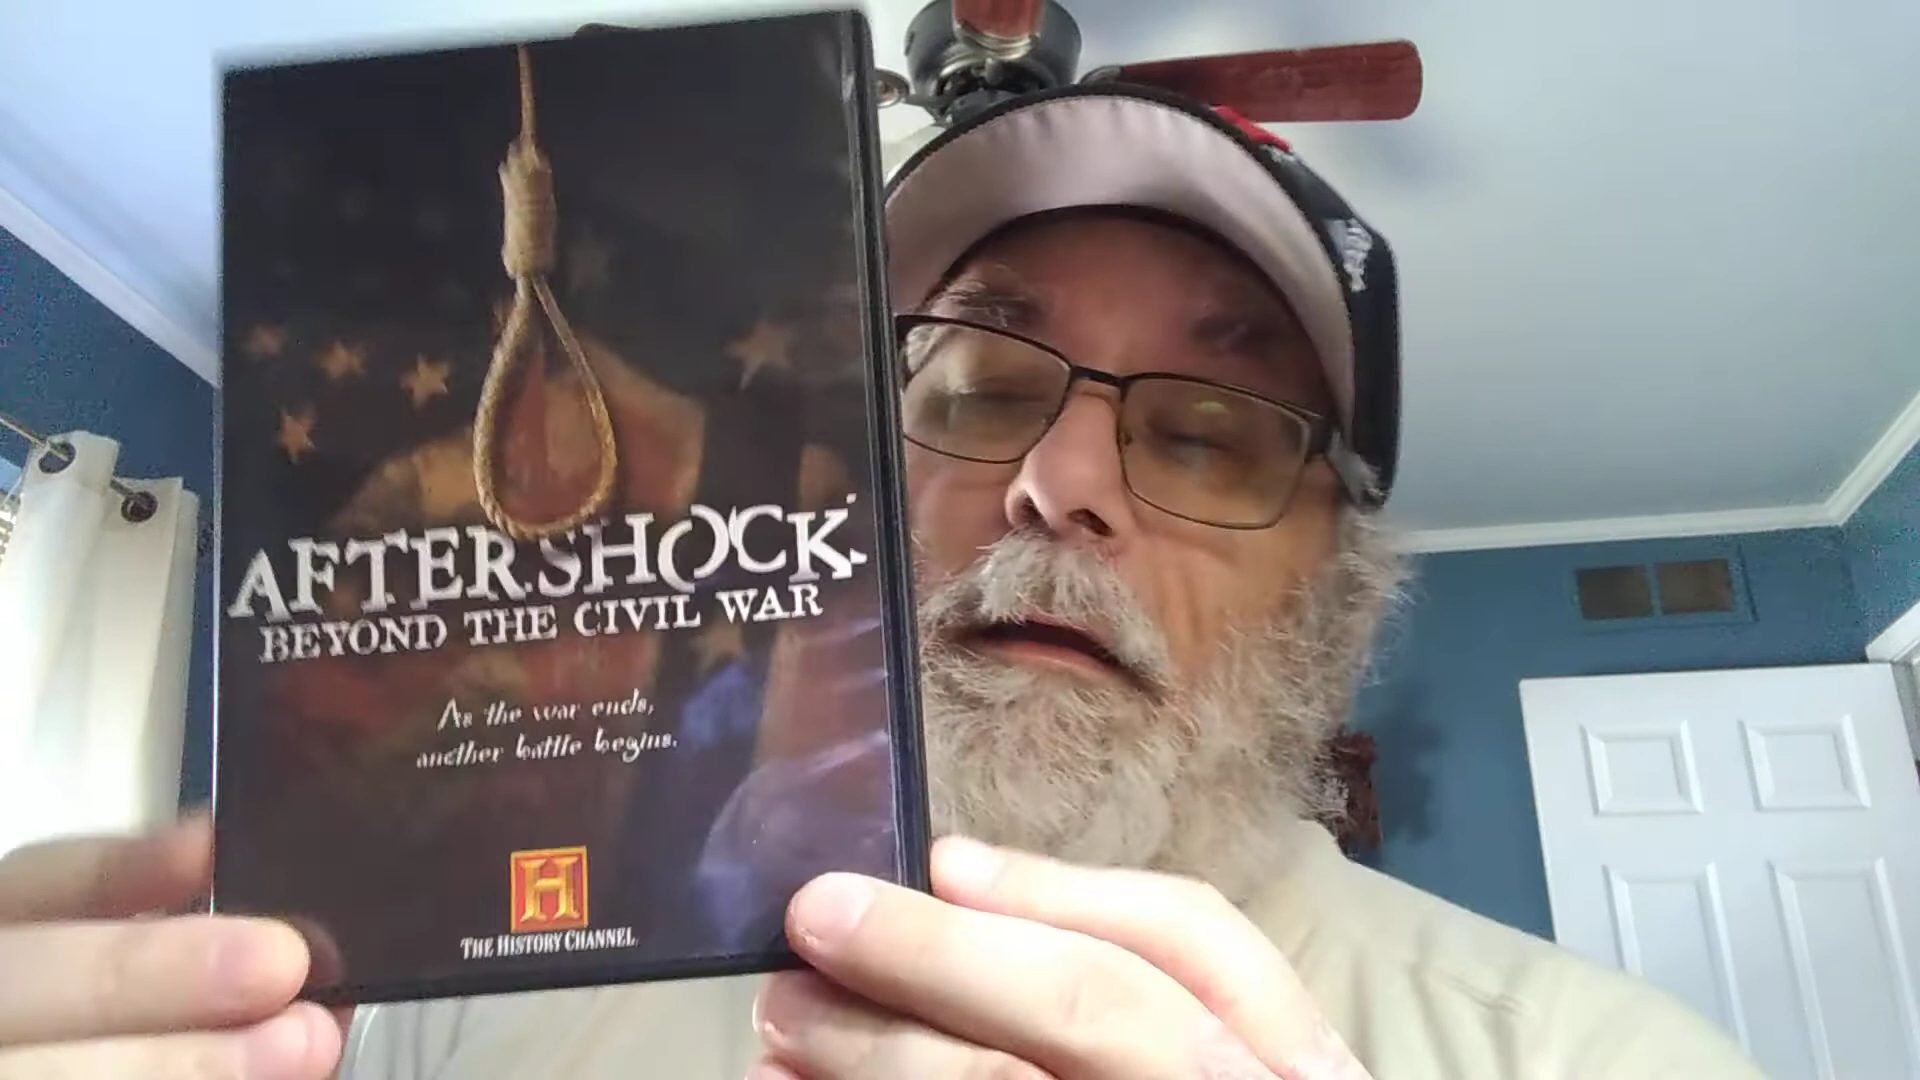 AFTERSHOCK
BEYOND THE CIVIL WAR
As the war ends,
another battle begins.
H
THE HISTORY CHANNEL